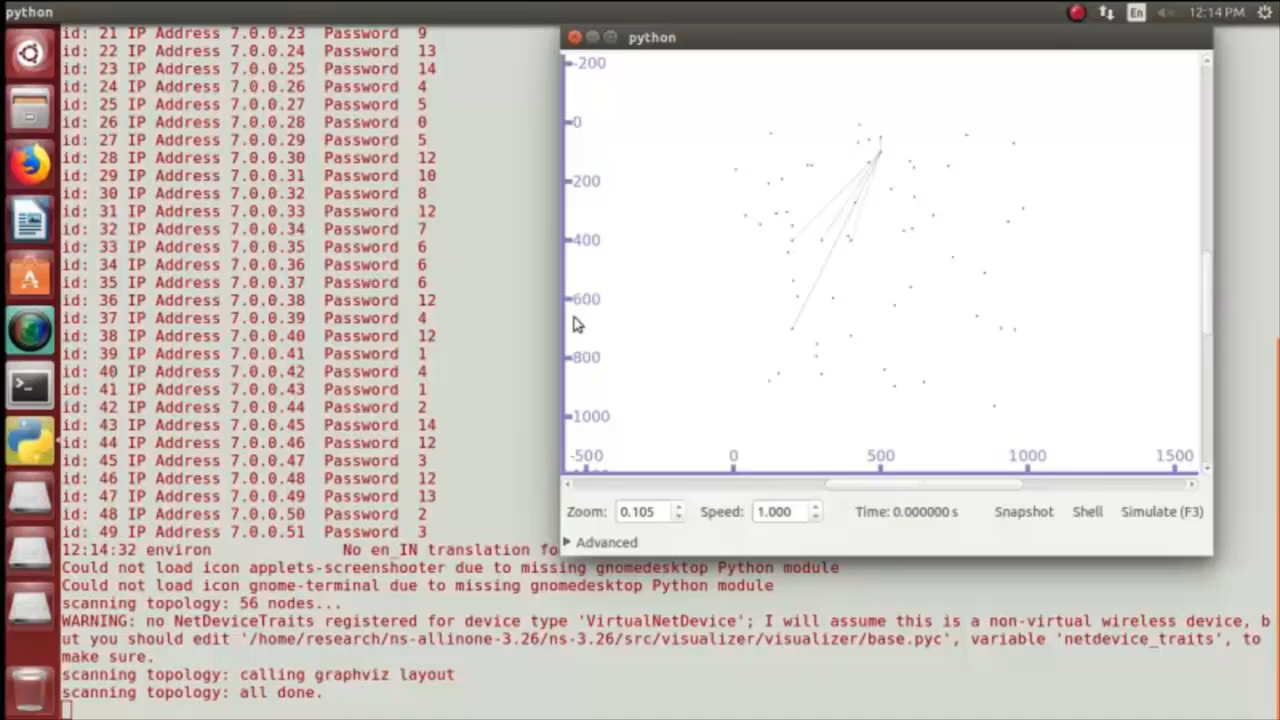 python
En
12:14 PM
id: 21 IP Address 7.0.0.23 Password 9
id: 22 IP Address 7.0.0.24 Password 13
id: 23 IP Address 7.0.0.25 Password 14
id: 24 IP Address 7.0.0.26 Password 4
id: 25 IP Address 7.0.0.27 Password 5
id: 26 IP Address 7.0.0.28 Password 0
id: 27 IP Address 7.0.0.29 Password 5
id: 28 IP Address 7.0.0.30 Password 12
id: 29 IP Address 7.0.0.31 Password 10
id: 30 IP Address 7.0.0.32 Password 8
id: 31 IP Address 7.0.0.33 Password 12
id: 32 IP Address 7.0.0.34 Password 7
id: 33 IP Address 7.0.0.35 Password 6
id: 34 IP Address 7.0.0.36 Password 6
id: 35 IP Address 7.0.0.37 Password 6
id: 36 IP Address 7.0.0.38 Password 12
id: 37 IP Address 7.0.0.39 Password 4
id: 38 IP Address 7.0.0.40 Password 12
id: 39 IP Address 7.0.0.41 Password 1
id: 40 IP Address 7.0.0.42 Password 4
id: 41 IP Address 7.0.0.43 Password 1
id: 42 IP Address 7.0.0.44 Password 2
id: 43 IP Address 7.0.0.45 Password 14
id: 44 IP Address 7.0.0.46 Password 12
id: 45 IP Address 7.0.0.47 Password 3
id: 46 IP Address 7.0.0.48 Password 12
id: 47 IP Address 7.0.0.49 Password 13
id: 48 IP Address 7.0.0.50 Password 2
id: 49 IP Address 7.0.0.51 Password 3
12:14:32 environ No en_IN translation fo
Could not load icon applets-screenshooter due to missing gnomedesktop Python module
Could not load icon gnome-terminal due to missing gnomedesktop Python module
scanning topology: 56 nodes...
WARNING: no NetDeviceTraits registered for device type 'VirtualNetDevice'; I will assume this is a non-virtual wireless device, b
ut you should edit '/home/research/ns-allinone-3.26/ns-3.26/src/visualizer/visualizer/base.pyc', variable 'netdevice_traits', to
make sure.
scanning topology: calling graphviz layout
scanning topology: all done.
python
-200
0
200
400
600
800
1000
-500 0 500 1000 1500
Zoom: 0.105 Speed: 1.000 Time: 0.000000 s Snapshot Shell Simulate (F3)
Advanced